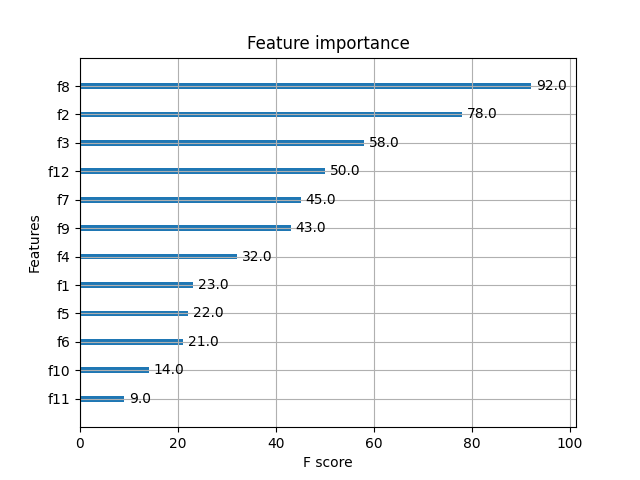 Feature importance
f8 92.0
f2 78.0
f3 58.0
f12 50.0
f7 45.0
f9 43.0
f4 32.0
f1 23.0
f5 22.0
f6 21.0
f10 14.0
f11 9.0
Features
0 20 40 60 80 100
F score